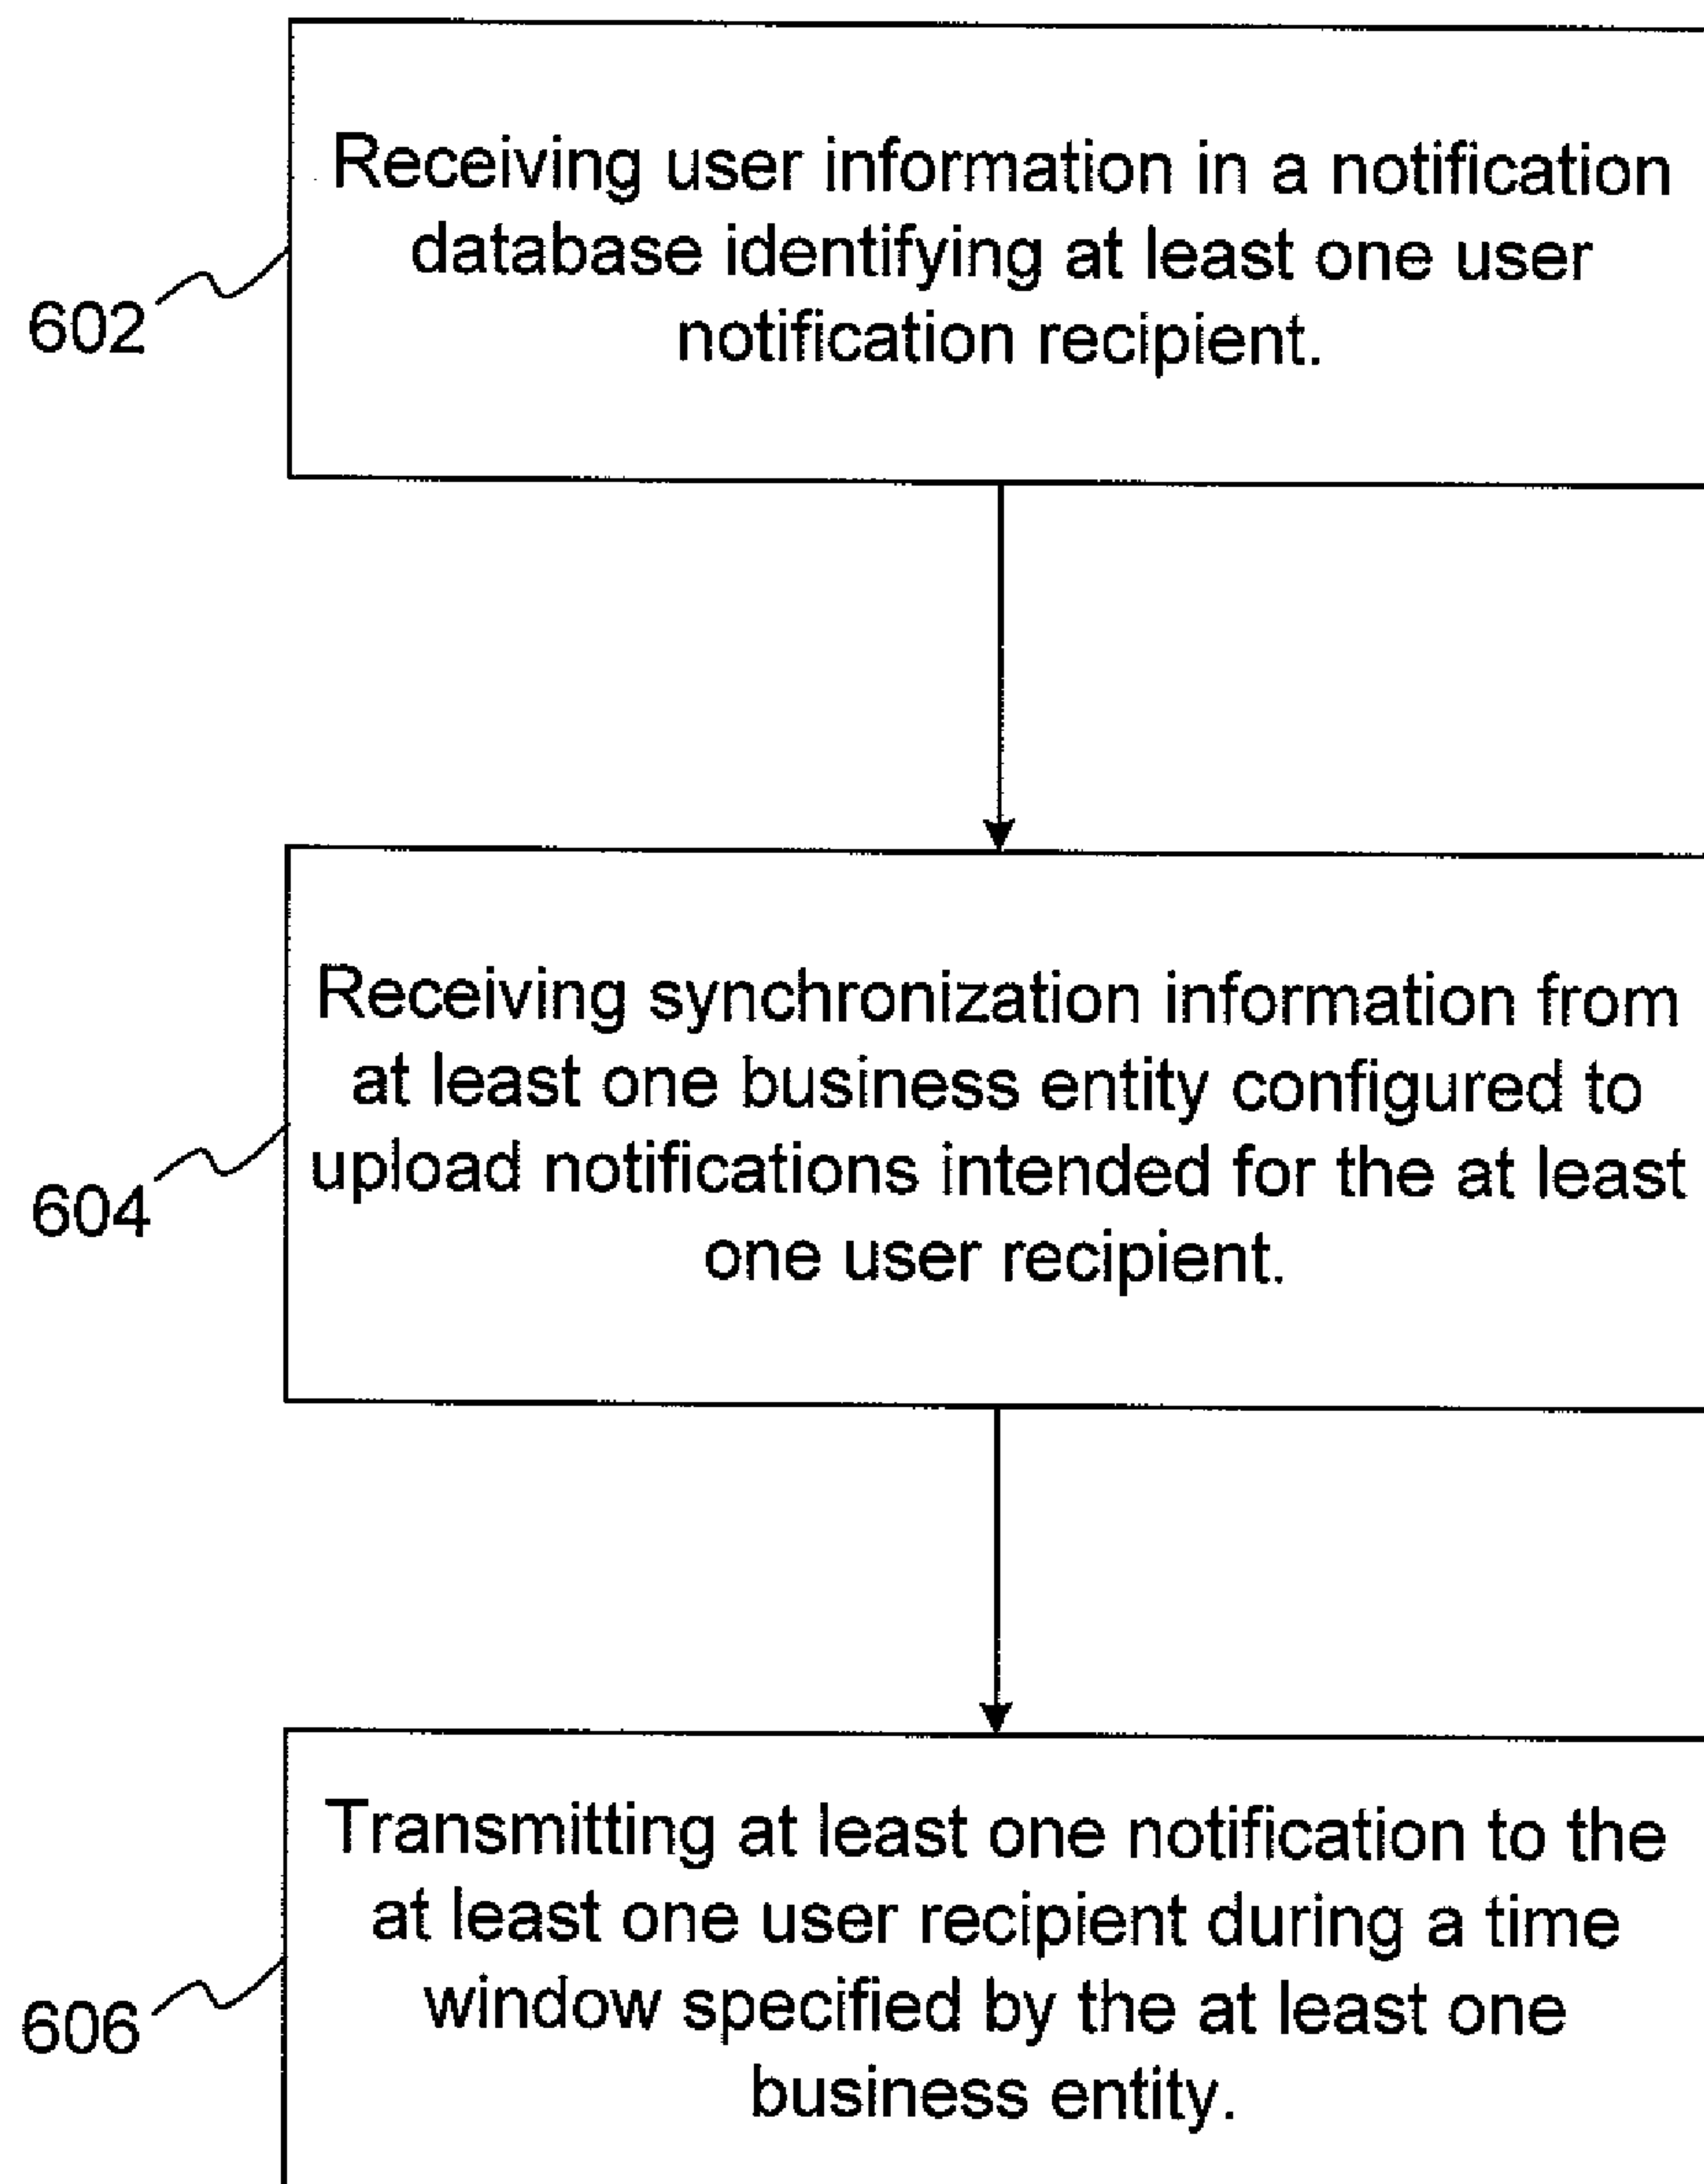 Receiving user information in a notification
database identifying at least one user
notification recipient.
602
Receiving synchronization information from
at least one business entity configured to
upload notifications intended for the at least
one user recipient.
604
Transmitting at least one notification to the
at least one user recipient during a time
window specified by the at least one
business entity.
606